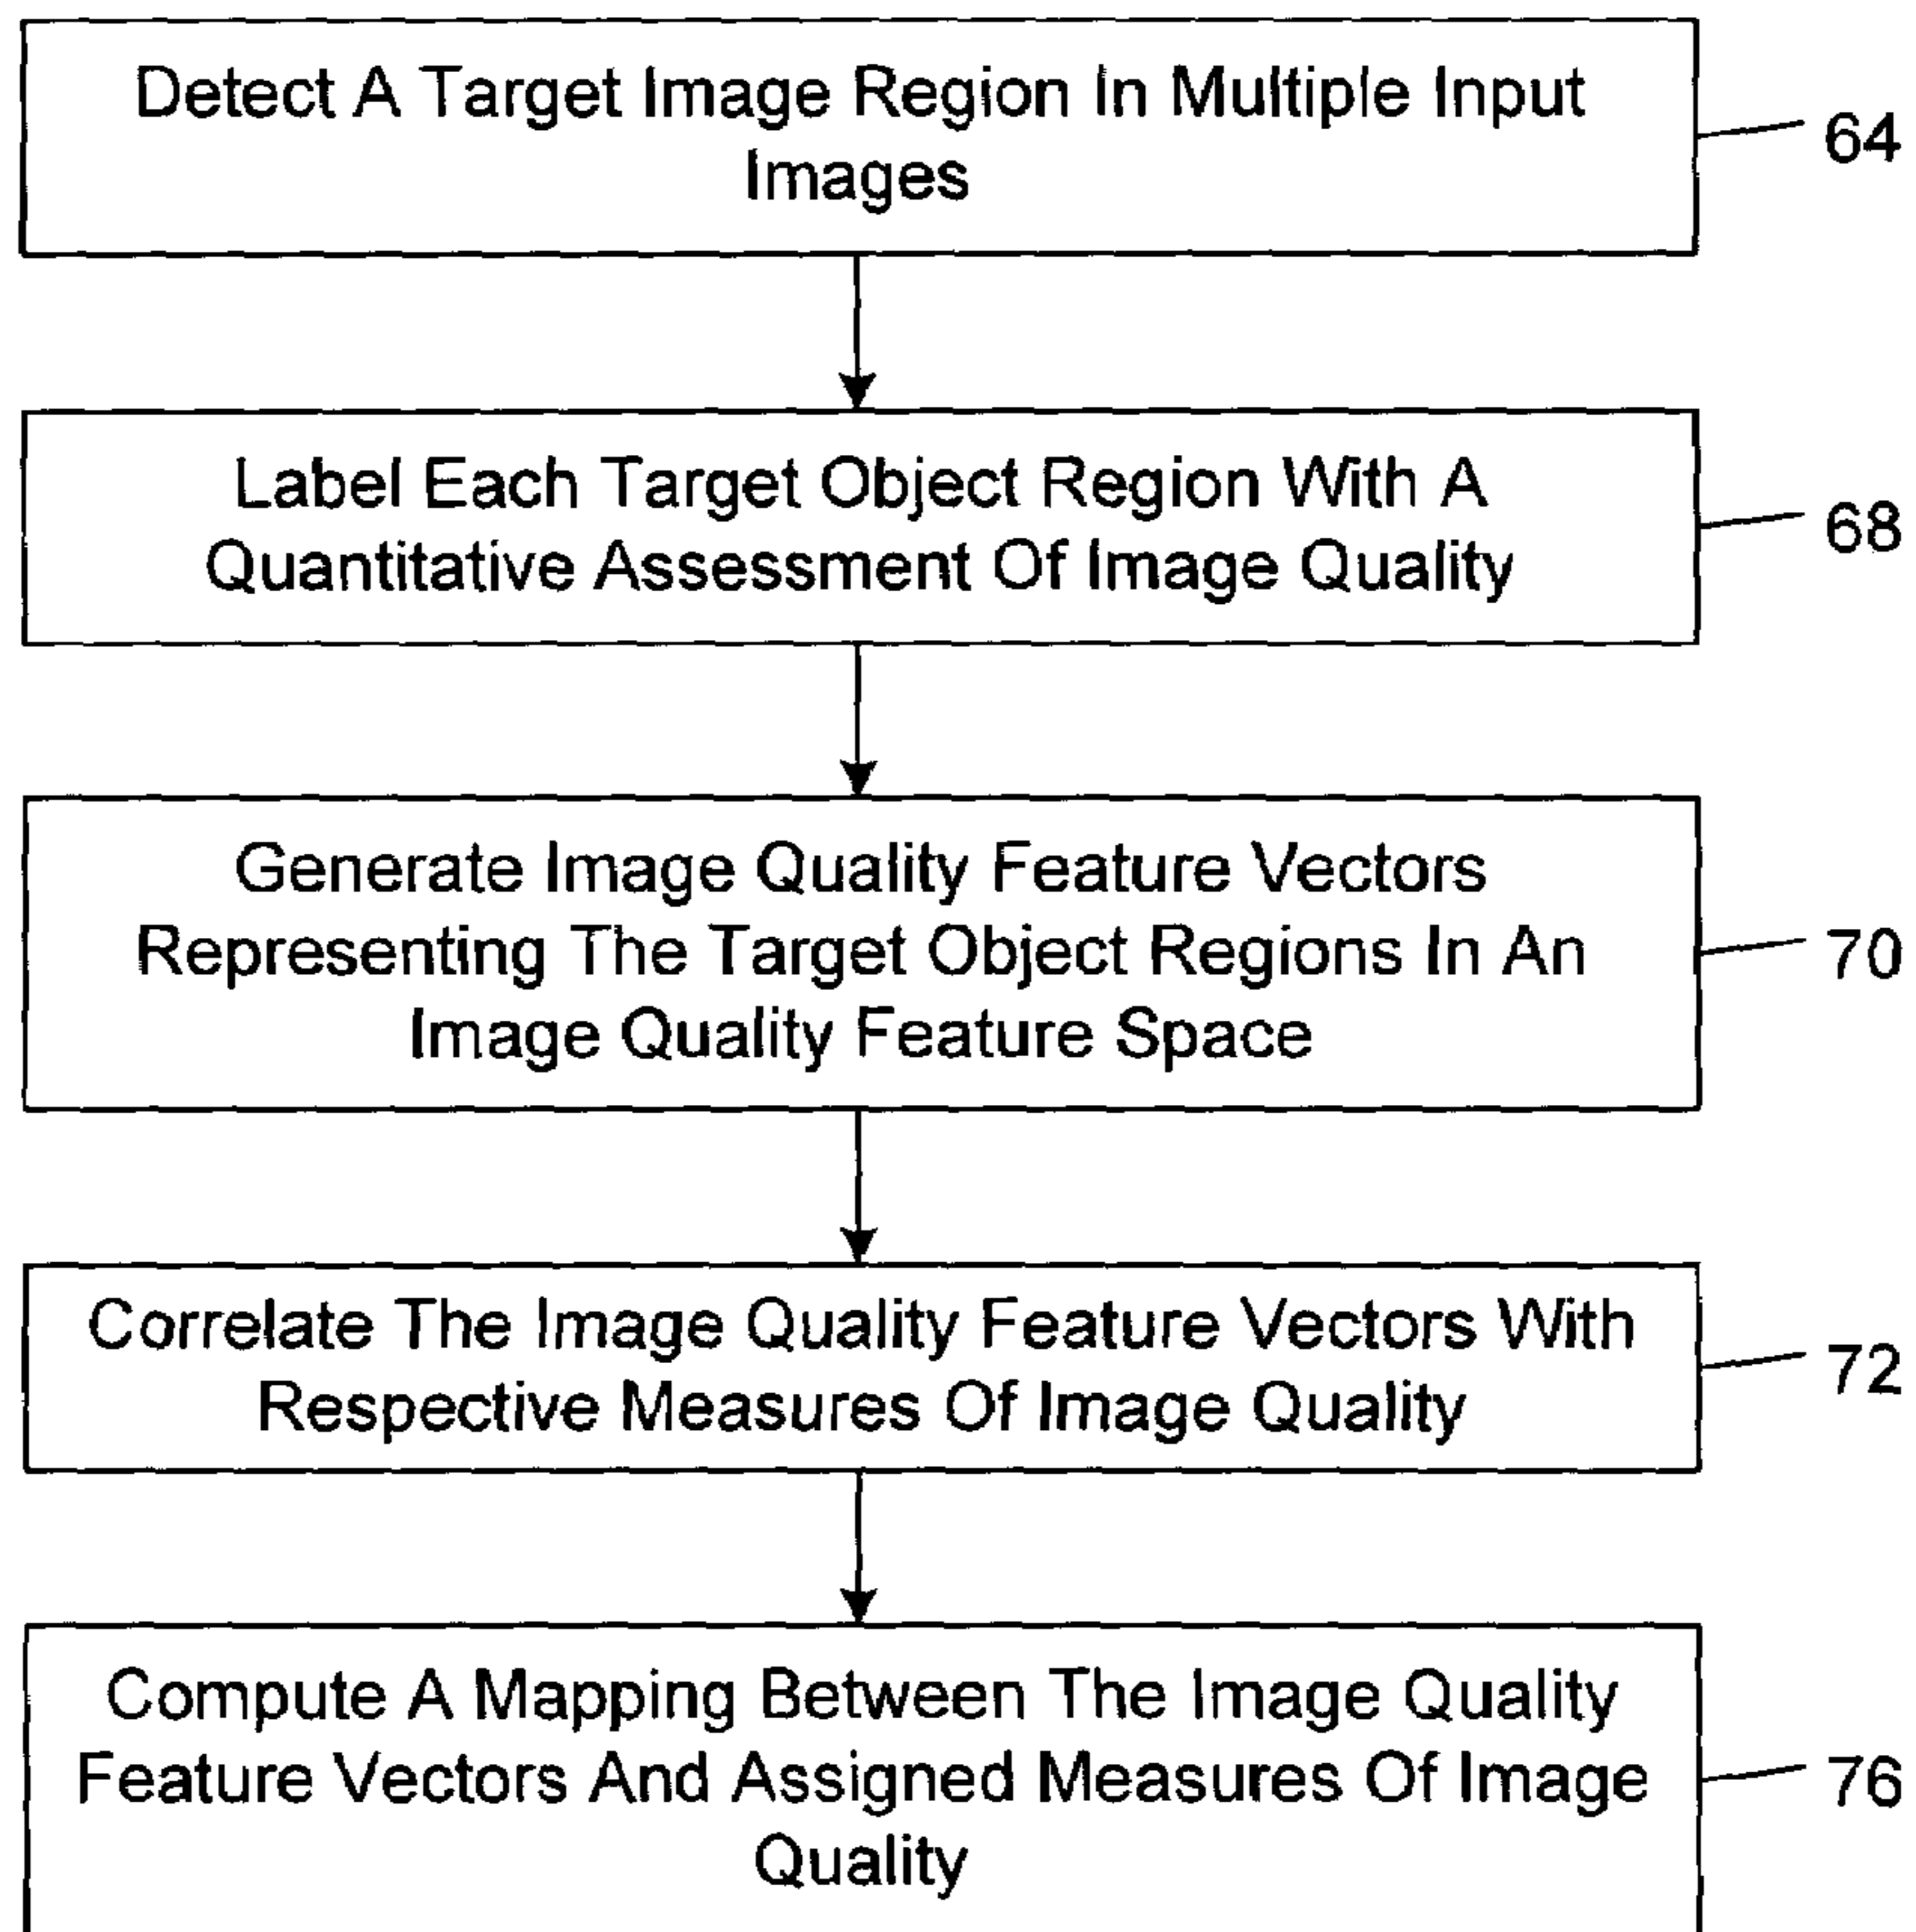 Detect A Target Image Region In Multiple Input
Images
64
Label Each Target Object Region With A
Quantitative Assessment Of Image Quality
68
Generate Image Quality Feature Vectors
Representing The Target Object Regions In An
Image Quality Feature Space
70
Correlate The Image Quality Feature Vectors With
Respective Measures Of Image Quality
72
Compute A Mapping Between The Image Quality
Feature Vectors And Assigned Measures Of Image
Quality
76